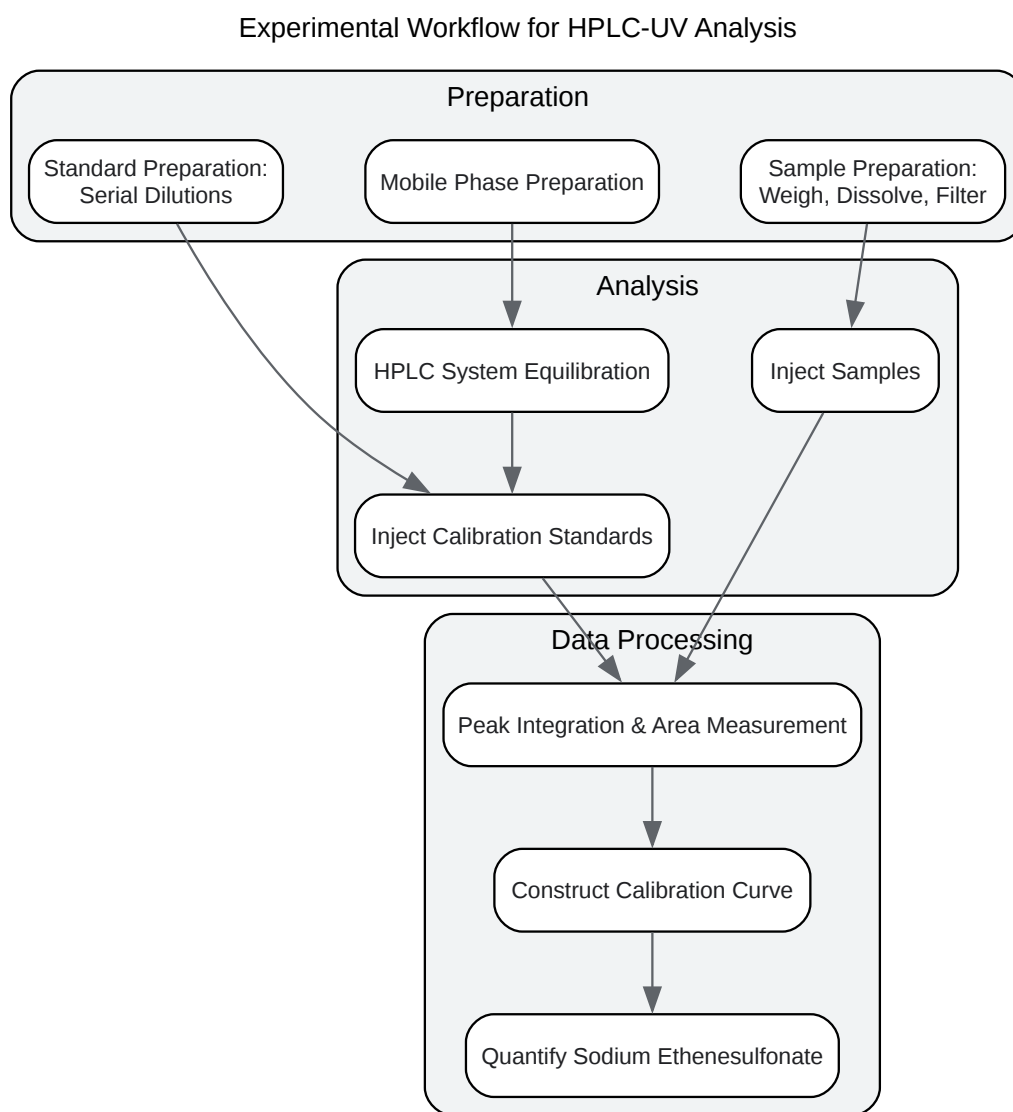 Experimental Workflow for HPLC-UV Analysis
Preparation
Standard Preparation:
Serial Dilutions
Mobile Phase Preparation
Sample Preparation:
Weigh, Dissolve, Filter
Analysis
HPLC System Equilibration
Inject Samples
Inject Calibration Standards
Data Processing
Peak Integration & Area Measurement
Construct Calibration Curve
Quantify Sodium Ethenesulfonate